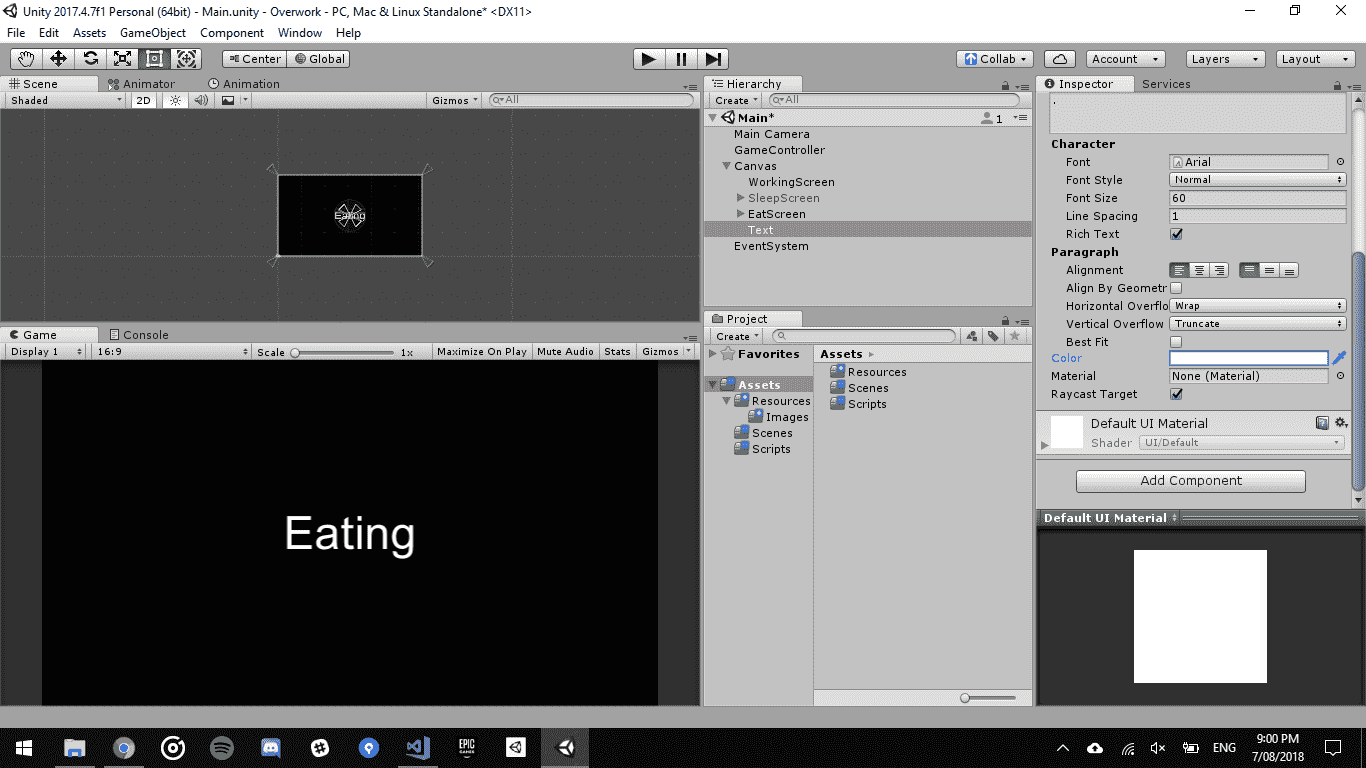 Unity 2017.4.7f1 Personal (64bit) - Main.unity - Overwork - PC, Mac & Linux Standalone* <DX11>
File Edit Assets GameObject Component Window Help
Center Global Collab Account Layers Layout
Scene Animator Animation
Shaded 2D Gizmos All
Eating
Game Console
Display 1 16:9 Scale 1x Maximize On Play Mute Audio Stats Gizmos
Eating
Hierarchy
Create All
Main* 1
Main Camera
GameController
Canvas
WorkingScreen
SleepScreen
EatScreen
Text
EventSystem
Project
Create
Favorites
Assets
Resources
Images
Scenes
Scripts
Assets
Resources
Scenes
Scripts
Inspector Services
.
Character
Font Arial
Font Style Normal
Font Size 60
Line Spacing 1
Rich Text
Paragraph
Alignment
Align By Geometr
Horizontal Overflo Wrap
Vertical Overflow Truncate
Best Fit
Color
Material None (Material)
Raycast Target
Default UI Material
Shader UI/Default
Add Component
Default UI Material
EPIC
GAMES
ENG
9:00 PM
7/08/2018